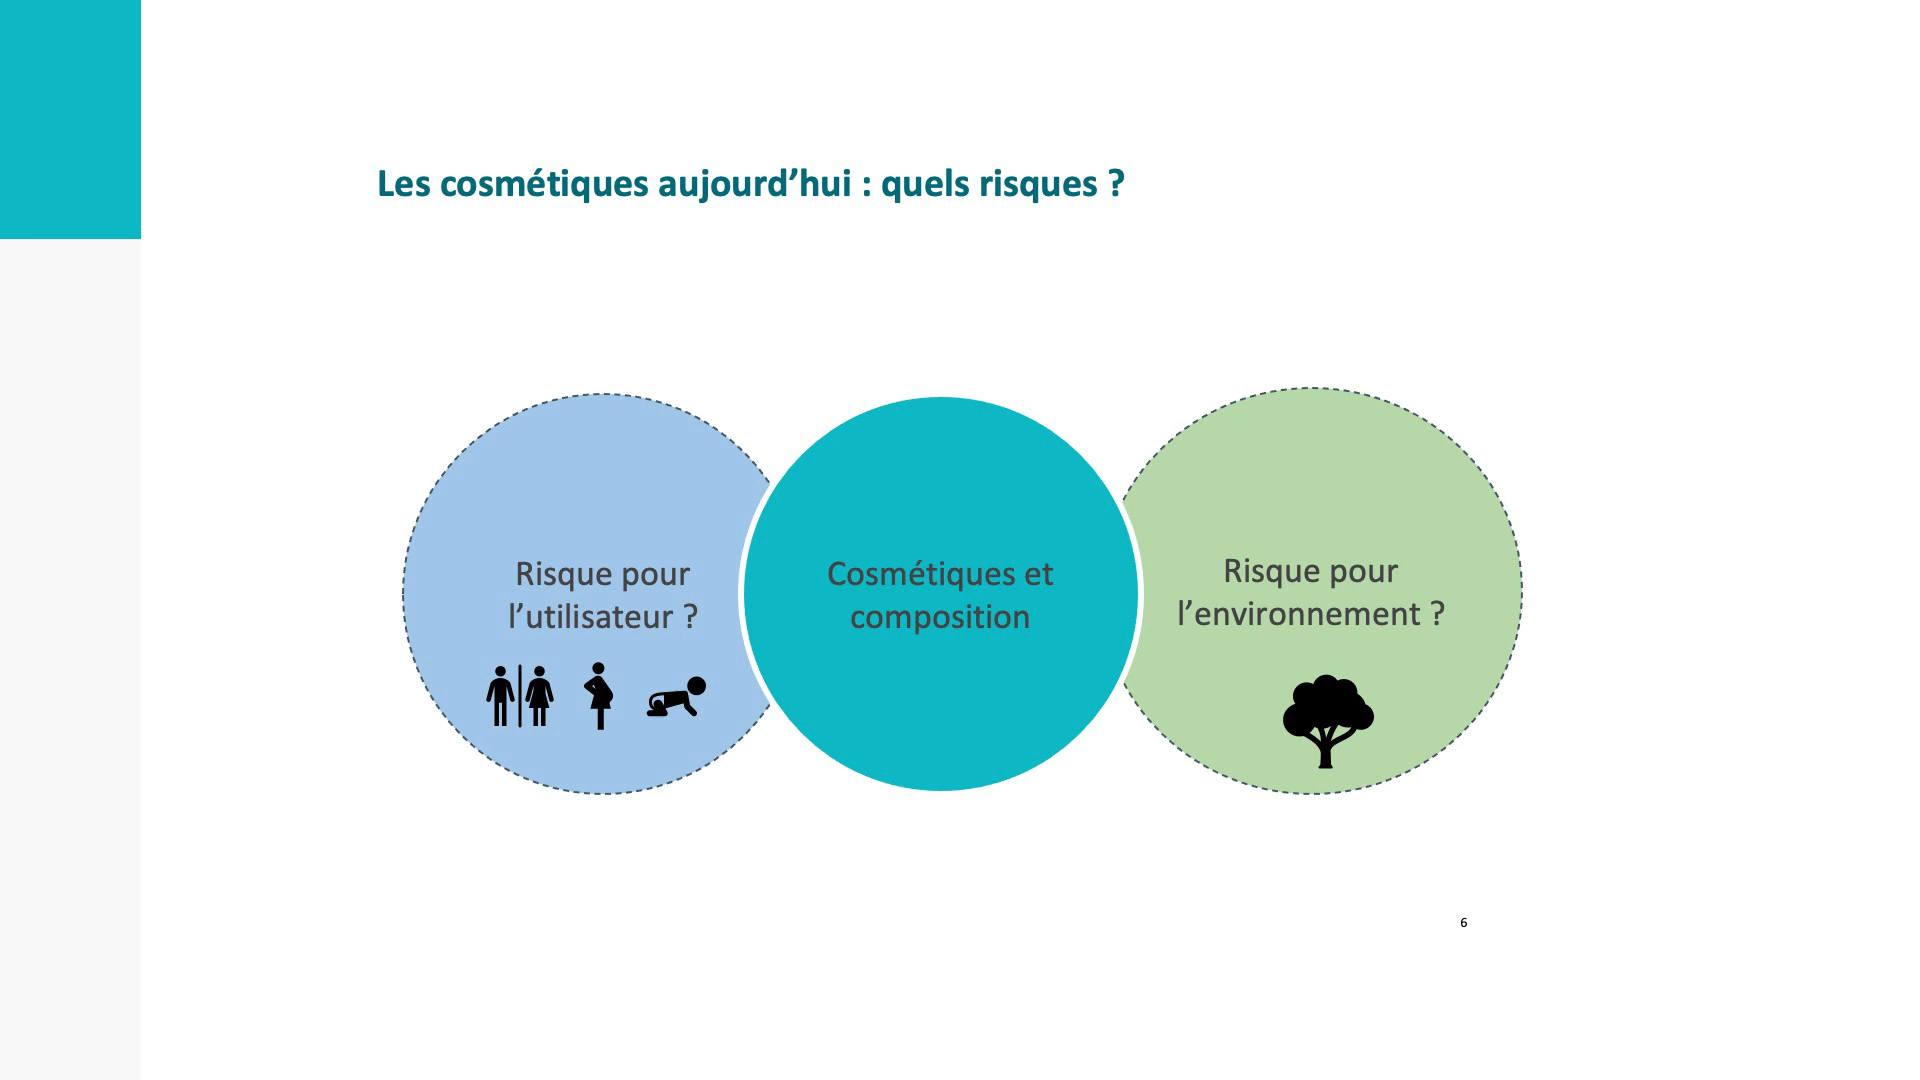 Les cosmétiques aujourd’hui : quels risques ?
Risque pour
l’utilisateur ?
Cosmétiques et
composition
Risque pour
l’environnement ?
6